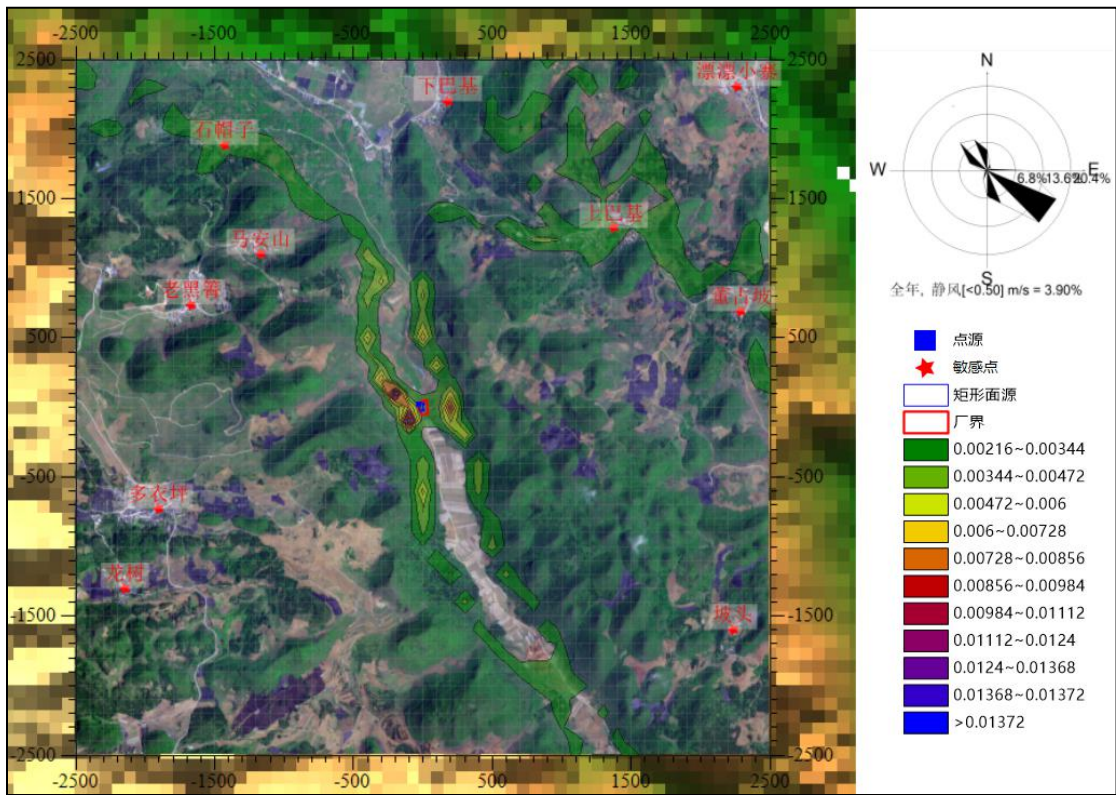 -2500
-1500
-500
500
1500
2500
2500
1500
500
-500
-1500
-2500
2500
1500
500
-500
-1500
-2500
-2500
-1500
-500
500
1500
2500
漂漂小寨
下巴基
石帽子
上巴基
马安山
老黑箐
董占坡
多衣坪
龙树
坡头
N
W
E
6.8%13.6%20.4%
S
全年, 静风[<0.50] m/s = 3.90%
点源
敏感点
矩形面源
厂界
0.00216~0.00344
0.00344~0.00472
0.00472~0.006
0.006~0.00728
0.00728~0.00856
0.00856~0.00984
0.00984~0.01112
0.01112~0.0124
0.0124~0.01368
0.01368~0.01372
>0.01372